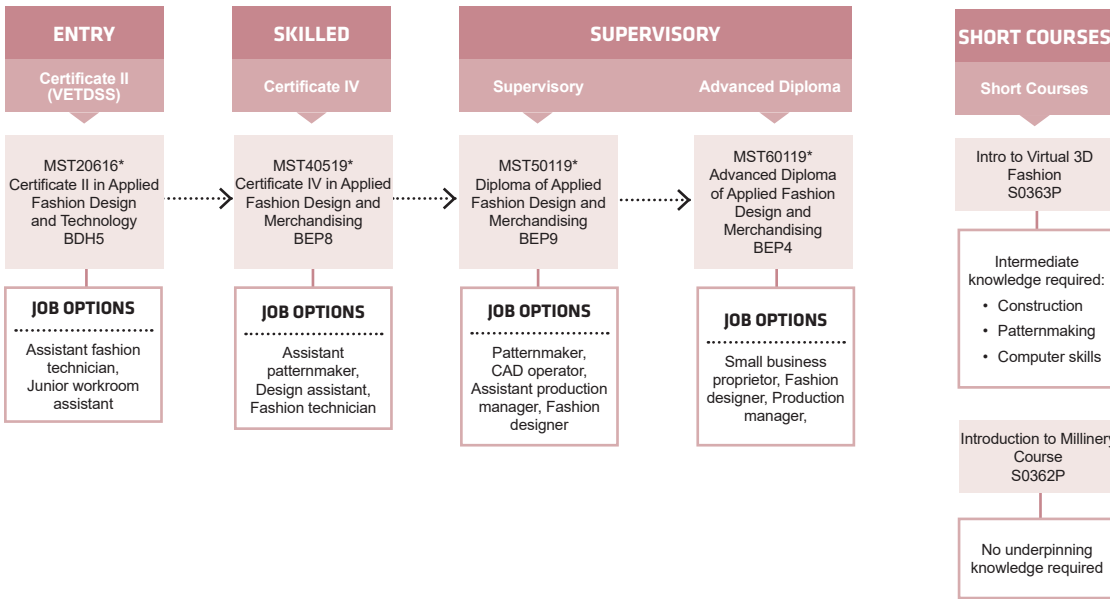 ENTRY
Certificate II
(VETDSS)
MST20616*
Certificate II in Applied
Fashion Design
and Technology
BDH5
JOB OPTIONS
Assistant fashion
technician,
Junior workroom
assistant
SKILLED
Certificate IV
MST40519*
Certificate IV in Applied
Fashion Design and
Merchandising
BEP8
JOB OPTIONS
Assistant
patternmaker,
Design assistant,
Fashion technician
SUPERVISORY
Supervisory
MST50119*
Diploma of Applied
Fashion Design and
Merchandising
BEP9
JOB OPTIONS
Patternmaker,
CAD operator,
Assistant production
manager, Fashion
designer
Advanced Diploma
MST60119*
Advanced Diploma
of Applied Fashion
Design and
Merchandising
BEP4
JOB OPTIONS
Small business
proprietor, Fashion
designer, Production
manager,
SHORT COURSES
Short Courses
Intro to Virtual 3D
Fashion
S0363P
Intermediate
knowledge required:
• Construction
• Patternmaking
• Computer skills
Introduction to Millinery
Course
S0362P
No underpinning
knowledge required